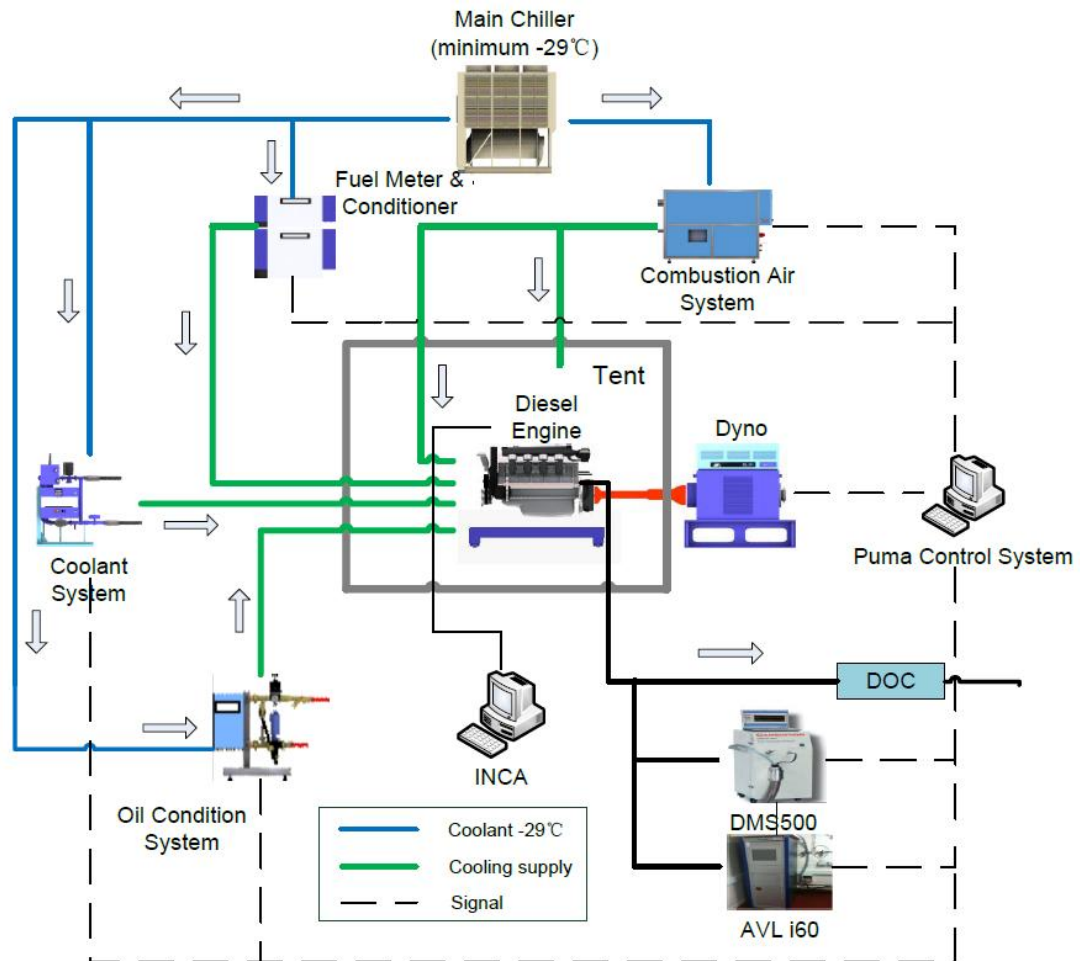 Main Chiller
(minimum -29℃)
Fuel Meter &
Conditioner
Combustion Air
System
Tent
Diesel
Engine
Dyno
Puma Control System
Coolant
System
DOC
INCA
Oil Condition
System
DMS500
AVL i60
Coolant -29℃
Cooling supply
Signal